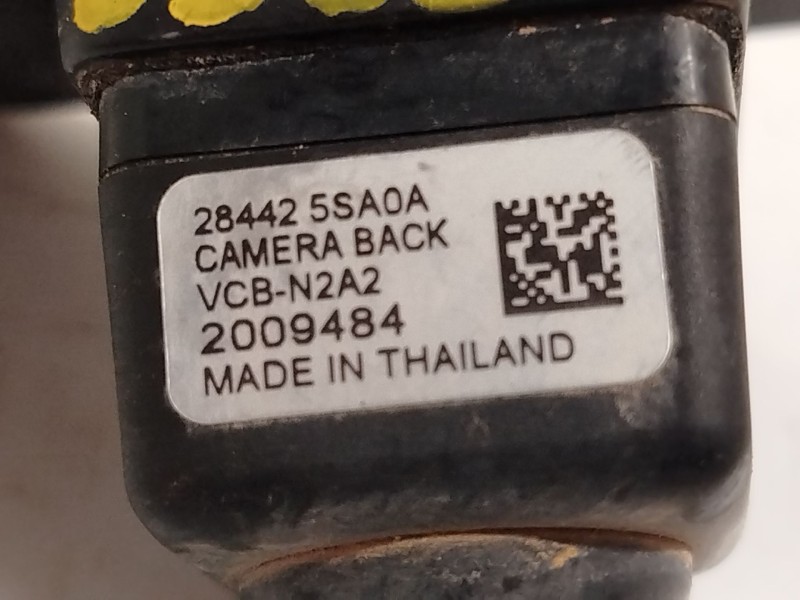 28442 5SA0A
CAMERA BACK
VCB-N2A2
2009484
MADE IN THAILAND